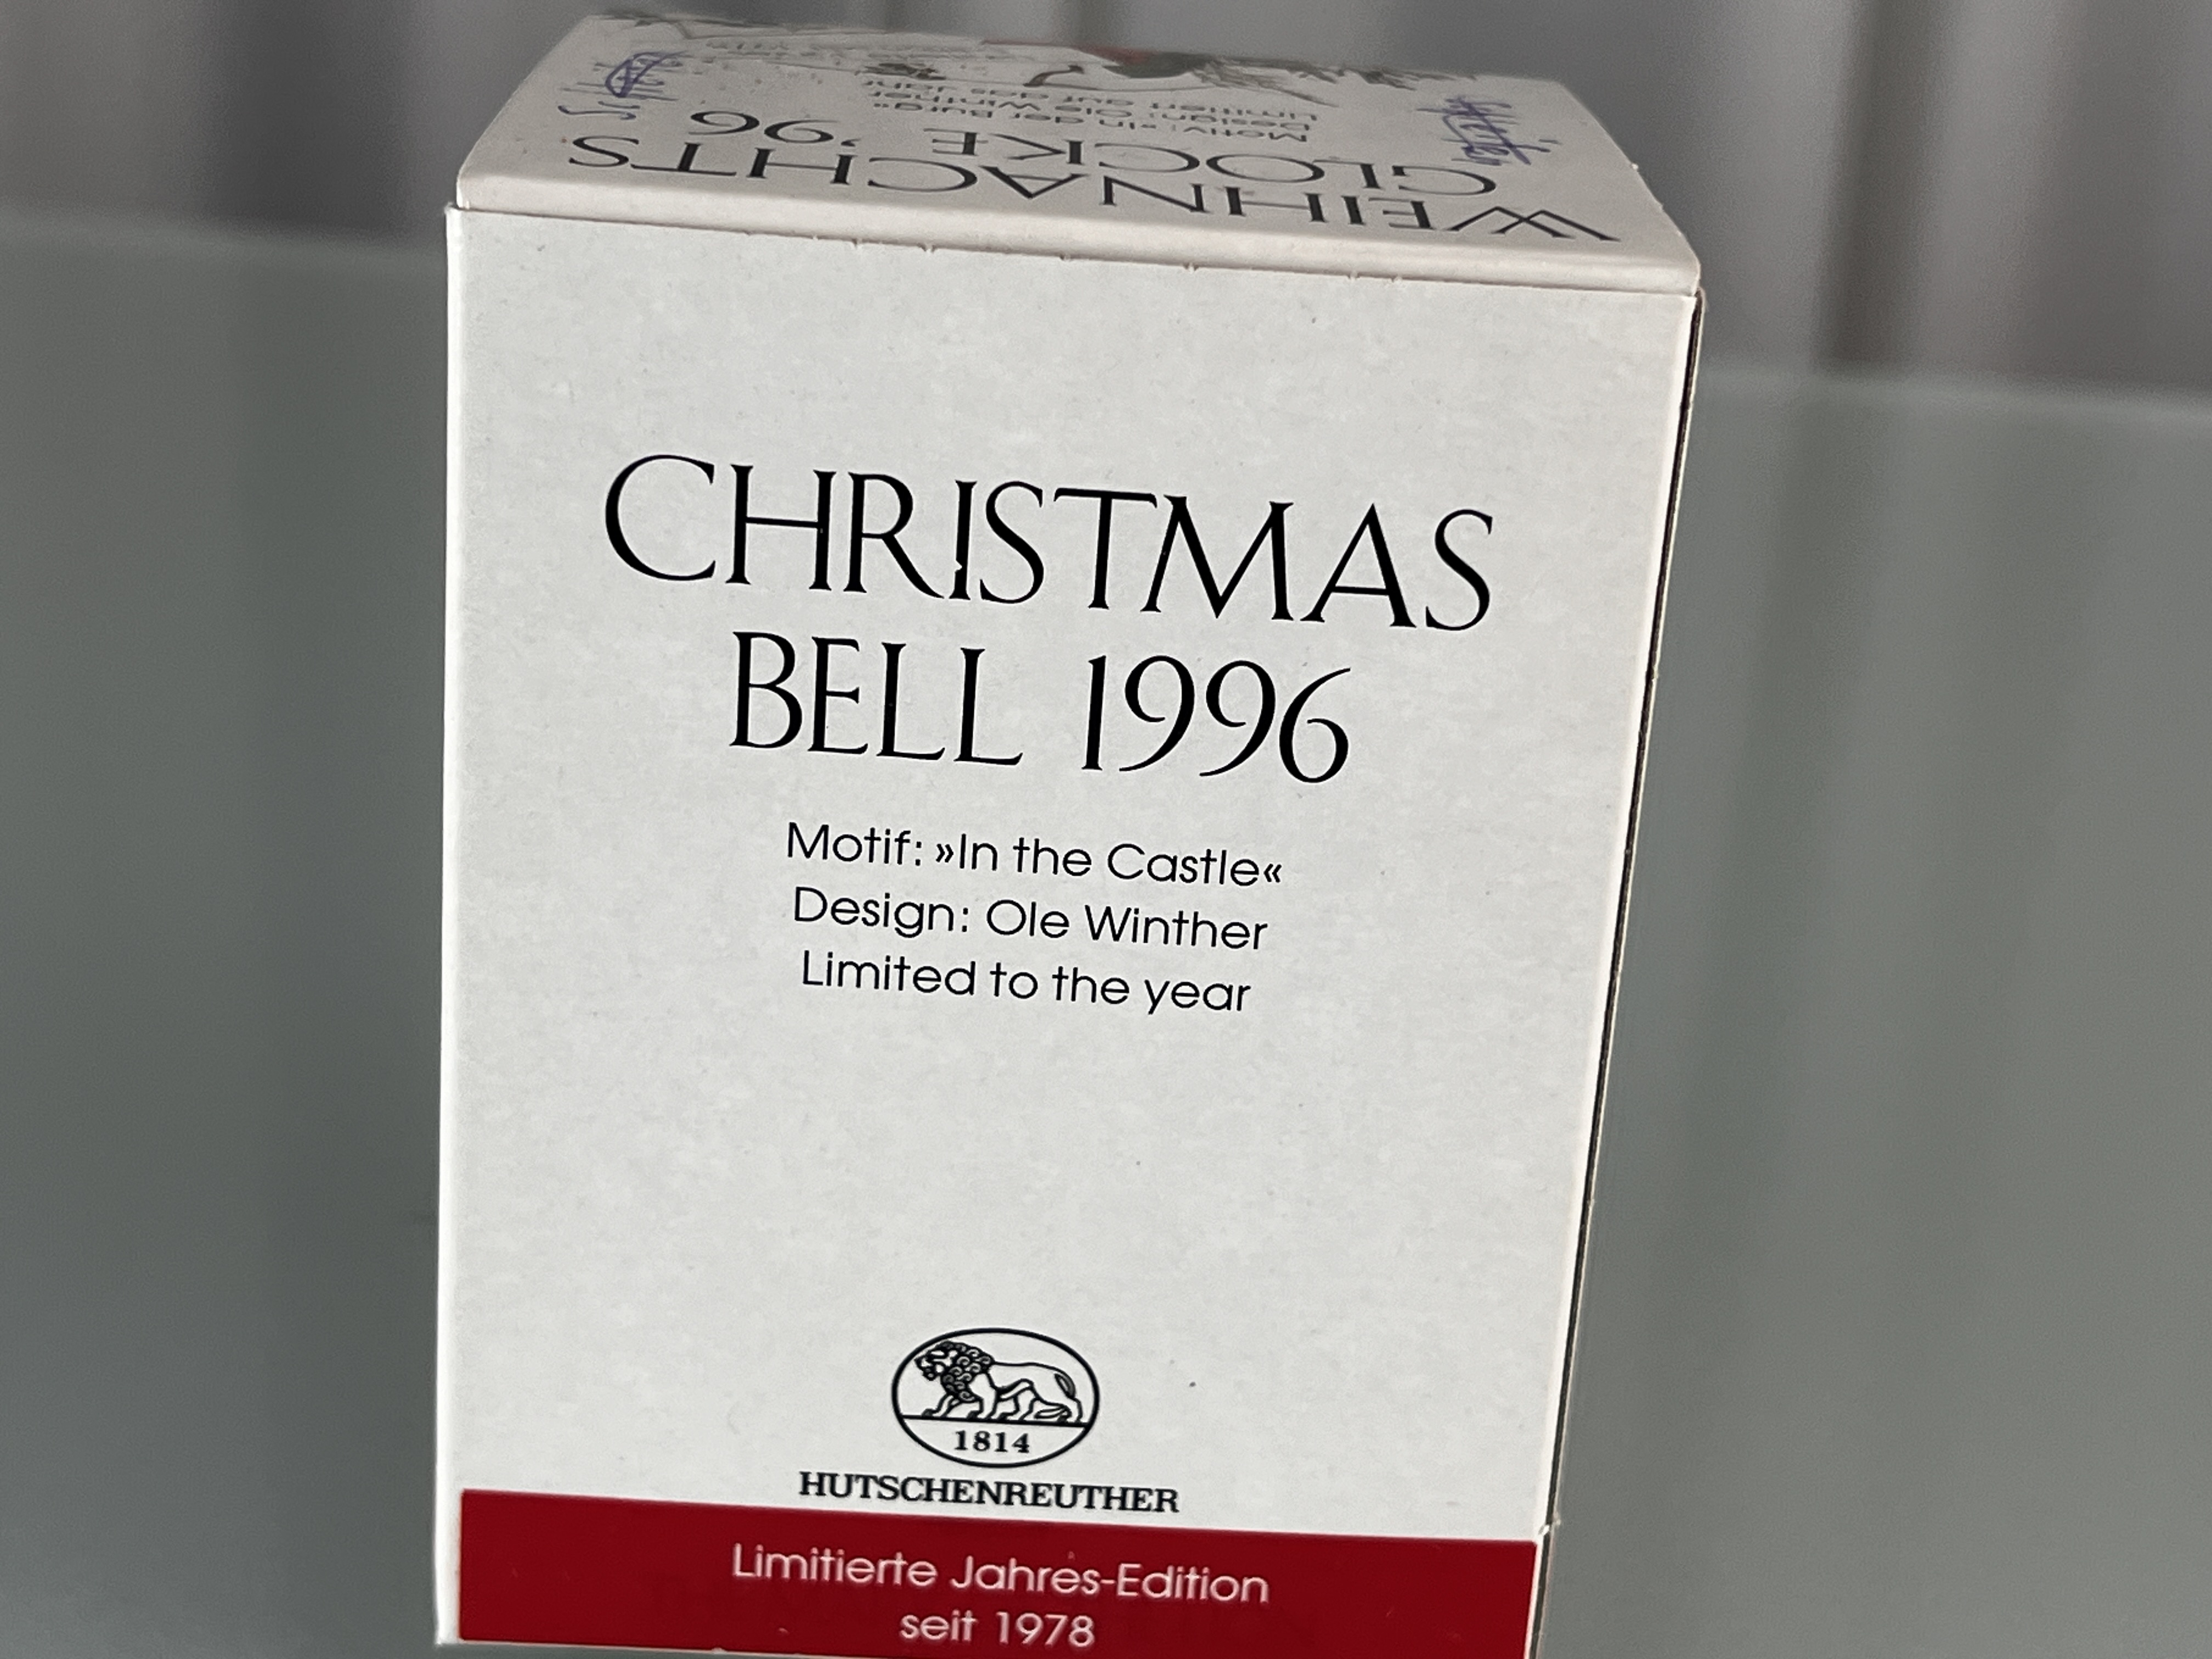 WEIHNACHTS
GLOCKE '96
Motiv: »In der Burg«
Design: Ole Winther
Limitiert auf das Jahr
CHRISTMAS
BELL 1996
Motif: »In the Castle«
Design: Ole Winther
Limited to the year
1814
HUTSCHENREUTHER
Limitierte Jahres-Edition
seit 1978